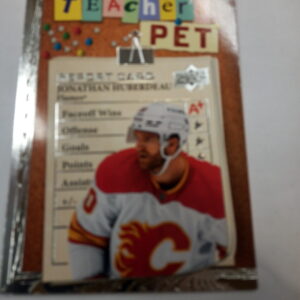 TEAcher
PET
REPORT CARD
JONATHAN HUBERDEAU
Faceoff Wins A+
Offense
Goals
Points
Assists
+/-